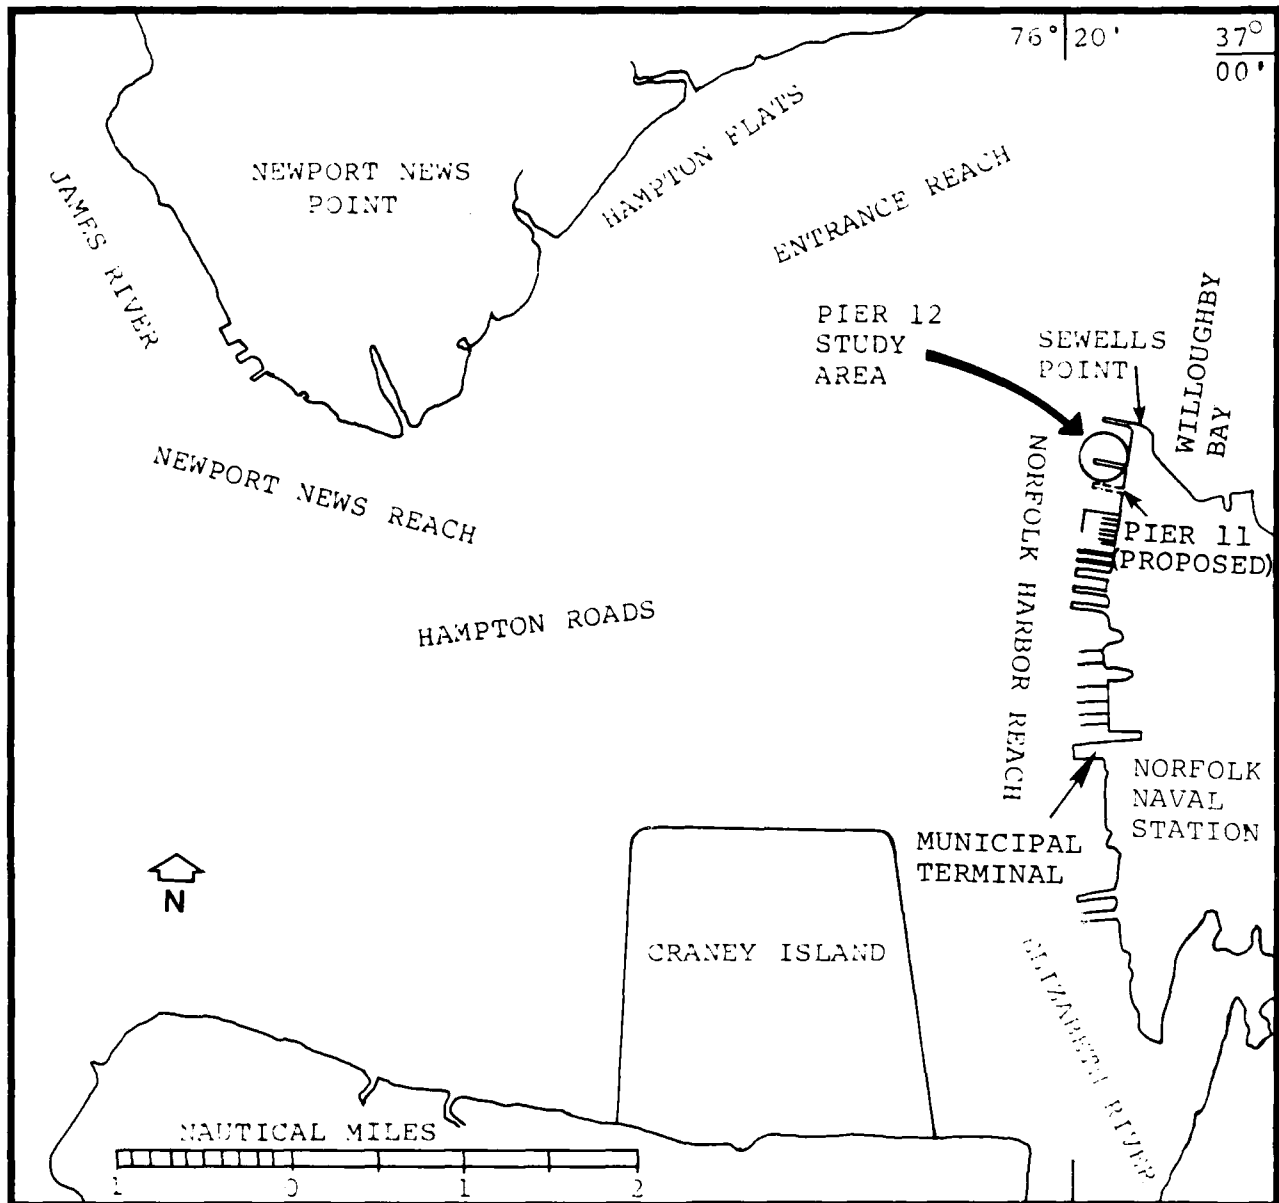 76° 20'
37°
00'
JAMES RIVER
NEWPORT NEWS
POINT
HAMPTON FLATS
ENTRANCE REACH
PIER 12
STUDY
AREA
SEWELLS
POINT
WILLOUGHBY
BAY
NEWPORT NEWS REACH
NORFOLK HARBOR REACH
PIER 11
(PROPOSED)
HAMPTON ROADS
NORFOLK
NAVAL
STATION
MUNICIPAL
TERMINAL
N
CRANEY ISLAND
ELIZABETH RIVER
NAUTICAL MILES
1 0 1 2